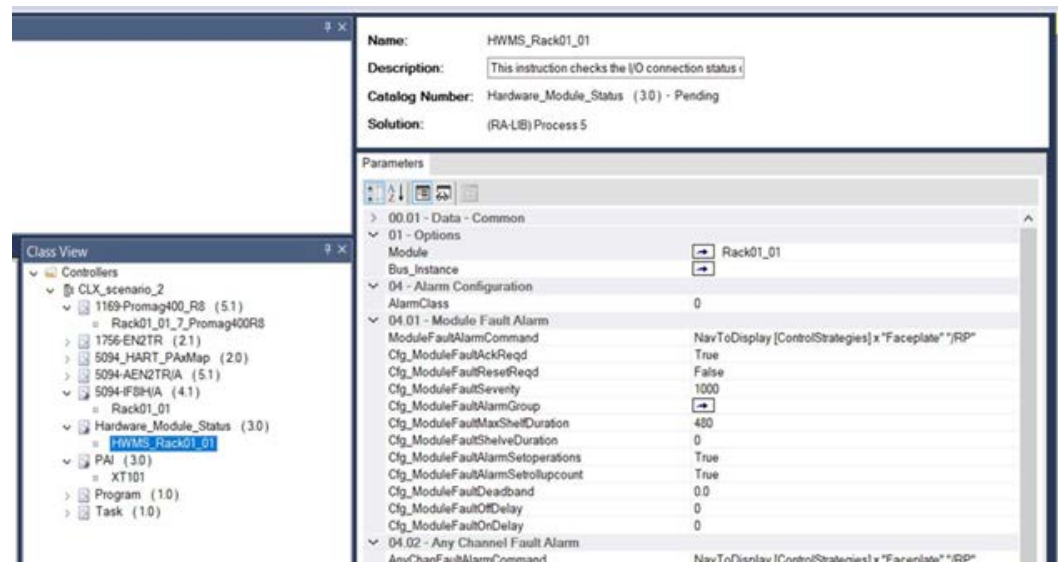 Name: HWMS_Rack01_01
Description: This instruction checks the I/O connection status
Catalog Number: Hardware_Module_Status (3.0) - Pending
Solution: (RA-LIB) Process 5
Parameters
00.01 - Data - Common
01 - Options
Module Rack01_01
Bus_Instance
04 - Alarm Configuration
AlarmClass 0
04.01 - Module Fault Alarm
ModuleFaultAlarmCommand NavToDisplay [ControlStrategies] x "Faceplate" "/RP"
Cfg_ModuleFaultAckReqd True
Cfg_ModuleFaultResetReqd False
Cfg_ModuleFaultSeverity 1000
Cfg_ModuleFaultAlarmGroup
Cfg_ModuleFaultMaxShelfDuration 480
Cfg_ModuleFaultShelveDuration 0
Cfg_ModuleFaultAlarmSetoperations True
Cfg_ModuleFaultAlarmSetrollupcount True
Cfg_ModuleFaultDeadband 0.0
Cfg_ModuleFaultOffDelay 0
Cfg_ModuleFaultOnDelay 0
04.02 - Any Channel Fault Alarm
AnyChanFaultAlarmCommand NavToDisplay [ControlStrategies] x "Faceplate" "/RP"
Class View
Controllers
CLX_scenario_2
1169-Promag400_R8 (5.1)
Rack01_01_7_Promag400R8
1756-EN2TR (2.1)
5094_HART_PAxMap (2.0)
5094-AEN2TR/A (5.1)
5094-IF8IH/A (4.1)
Rack01_01
Hardware_Module_Status (3.0)
HWMS_Rack01_01
PAI (3.0)
XT101
Program (1.0)
Task (1.0)